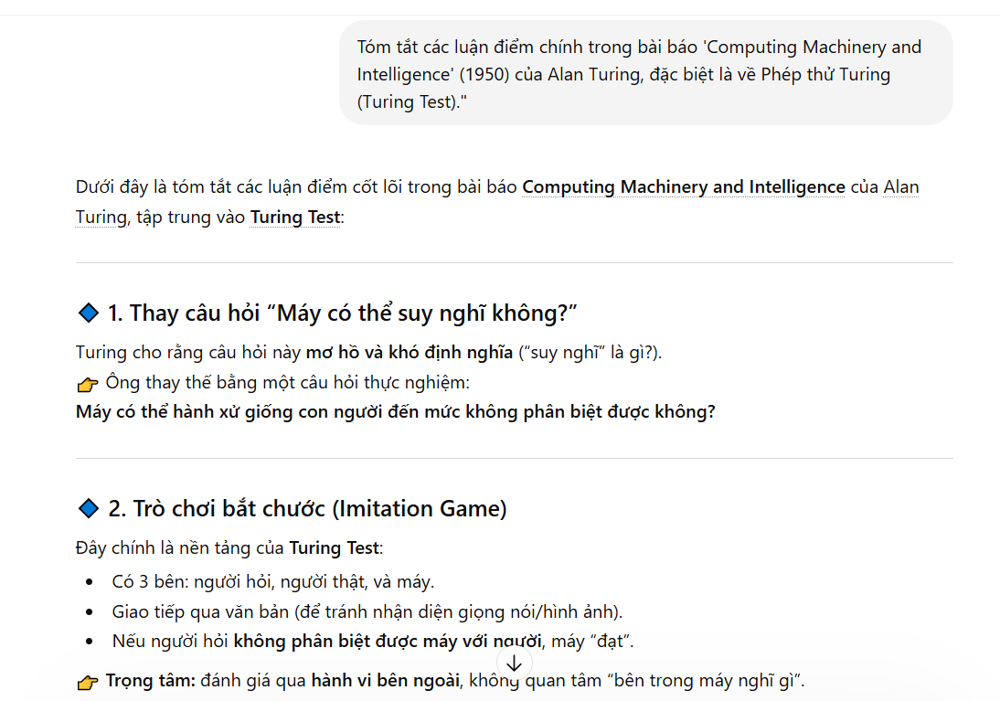 Tóm tắt các luận điểm chính trong bài báo 'Computing Machinery and
Intelligence' (1950) của Alan Turing, đặc biệt là về Phép thử Turing
(Turing Test)."
Dưới đây là tóm tắt các luận điểm cốt lõi trong bài báo Computing Machinery and Intelligence của Alan
Turing, tập trung vào Turing Test:
1. Thay câu hỏi “Máy có thể suy nghĩ không?”
Turing cho rằng câu hỏi này mơ hồ và khó định nghĩa (“suy nghĩ” là gì?).
👉 Ông thay thế bằng một câu hỏi thực nghiệm:
Máy có thể hành xử giống con người đến mức không phân biệt được không?
2. Trò chơi bắt chước (Imitation Game)
Đây chính là nền tảng của Turing Test:
• Có 3 bên: người hỏi, người thật, và máy.
• Giao tiếp qua văn bản (để tránh nhận diện giọng nói/hình ảnh).
• Nếu người hỏi không phân biệt được máy với người, máy “đạt”.
👉 Trọng tâm: đánh giá qua hành vi bên ngoài, không quan tâm “bên trong máy nghĩ gì”.